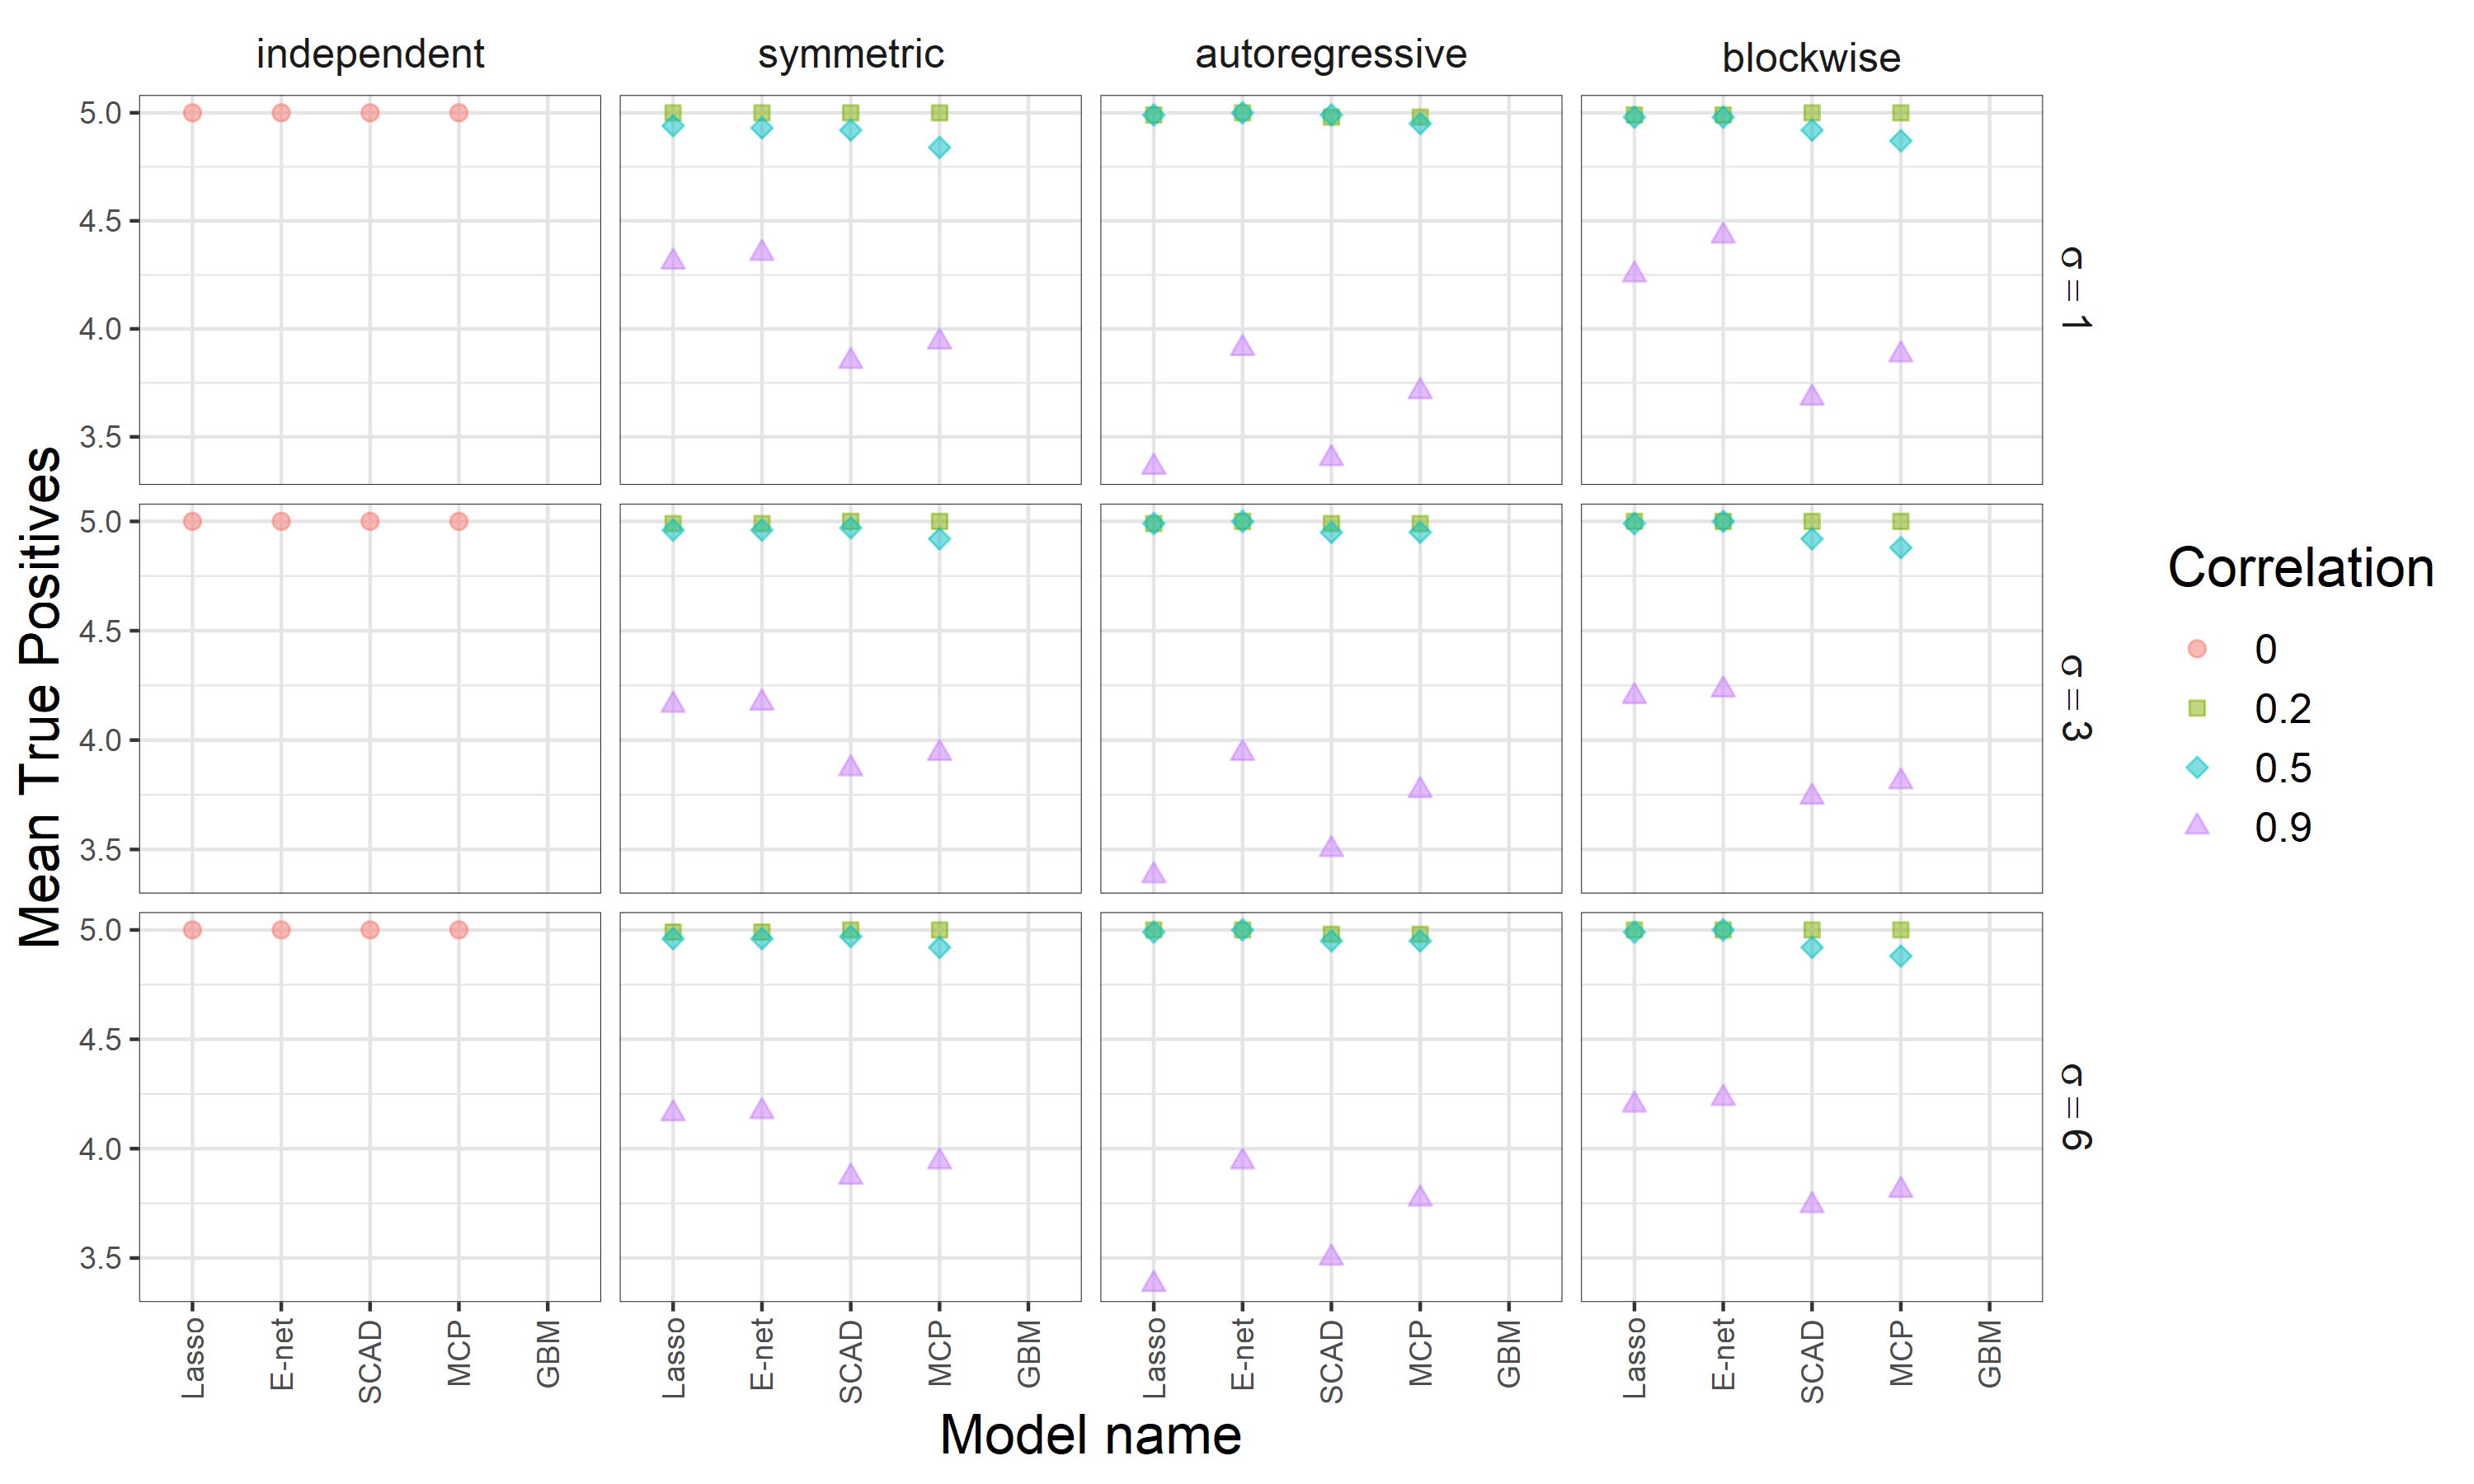 independent
symmetric
autoregressive
blockwise
Mean True Positives
5.0
4.5
4.0
3.5
σ = 1
5.0
4.5
4.0
3.5
σ = 3
5.0
4.5
4.0
3.5
σ = 6
Lasso
E-net
SCAD
MCP
GBM
Lasso
E-net
SCAD
MCP
GBM
Lasso
E-net
SCAD
MCP
GBM
Lasso
E-net
SCAD
MCP
GBM
Model name
Correlation
0
0.2
0.5
0.9